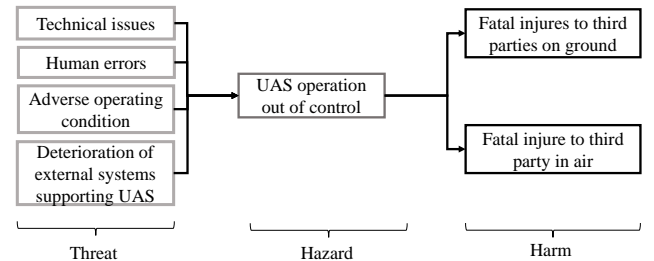 Technical issues
Human errors
Adverse operating
condition
Deterioration of
external systems
supporting UAS
UAS operation
out of control
Fatal injures to third
parties on ground
Fatal injure to third
party in air
Threat
Hazard
Harm